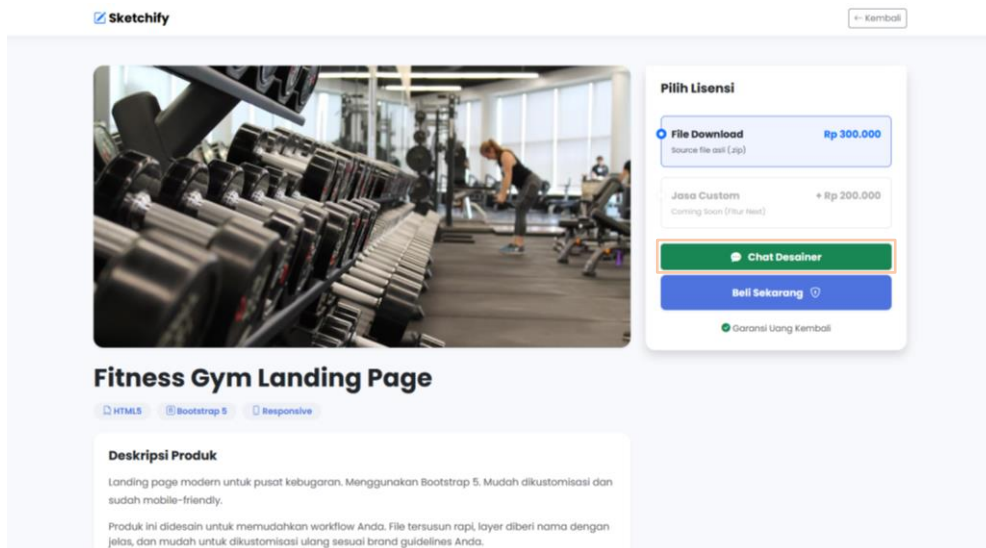 Sketchify
← Kembali
Pilih Lisensi
File Download Rp 300.000
Source file asli (.zip)
Jasa Custom + Rp 200.000
Coming Soon (Fitur Next)
Chat Desainer
Beli Sekarang
Garansi Uang Kembali
Fitness Gym Landing Page
HTML5 Bootstrap 5 Responsive
Deskripsi Produk
Landing page modern untuk pusat kebugaran. Menggunakan Bootstrap 5. Mudah dikustomisasi dan
sudah mobile-friendly.
Produk ini didesain untuk memudahkan workflow Anda. File tersusun rapi, layer diberi nama dengan
jelas, dan mudah untuk dikustomisasi ulang sesuai brand guidelines Anda.